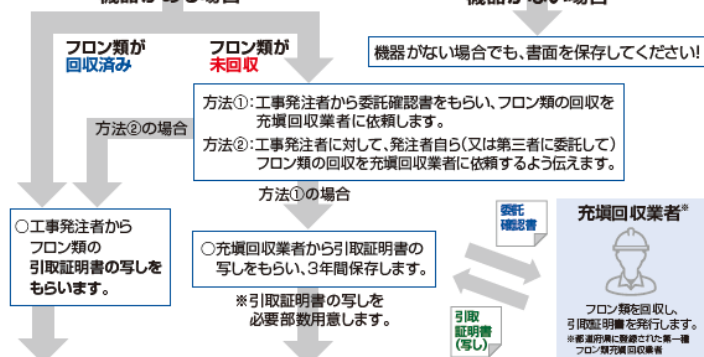 機器がある場合
機器がない場合
フロン類が
回収済み
フロン類が
未回収
機器がない場合でも、書面を保存してください!
方法①:工事発注者から委託確認書をもらい、フロン類の回収を
充塡回収業者に依頼します。
方法②:工事発注者に対して、発注者自ら(又は第三者に委託して)
フロン類の回収を充塡回収業者に依頼するよう伝えます。
方法②の場合
方法①の場合
○工事発注者から
フロン類の
引取証明書の写しを
もらいます。
○充塡回収業者から引取証明書の
写しをもらい、3年間保存します。
※引取証明書の写しを
必要部数用意します。
委託
確認書
引取
証明書
(写し)
充塡回収業者※
フロン類を回収し、
引取証明書を発行します。
※都道府県に登録された第一種
フロン類充塡回収業者